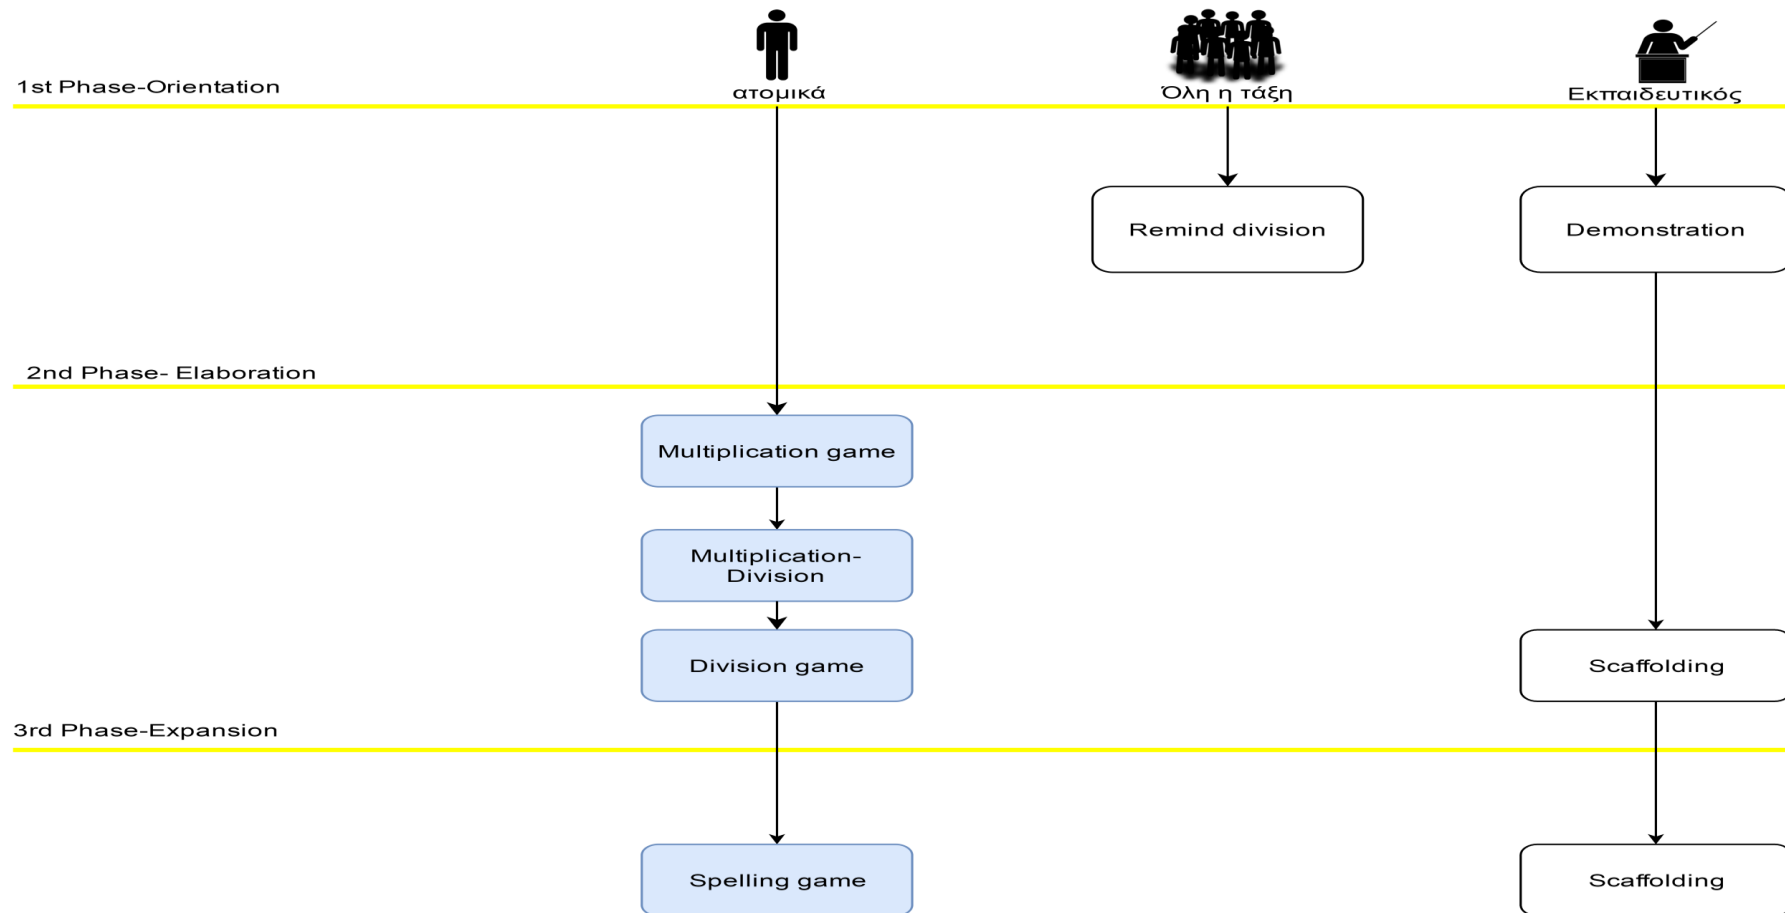 1st Phase-Orientation
ατομικά
Όλη η τάξη
Εκπαιδευτικός
Remind division
Demonstration
2nd Phase- Elaboration
Multiplication game
Multiplication-
Division
Division game
Scaffolding
3rd Phase-Expansion
Spelling game
Scaffolding